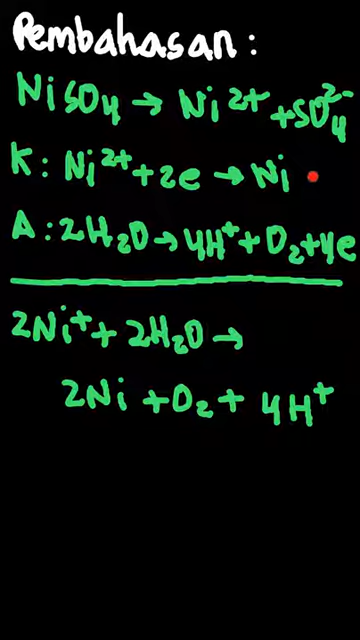 Pembahasan :
NiSO₄ → Ni²⁺ + SO₄²⁻
K : Ni²⁺ + 2e → Ni
A : 2H₂O → 4H⁺ + O₂ + 4e
2Ni⁺ + 2H₂O →
2Ni + O₂ + 4H⁺